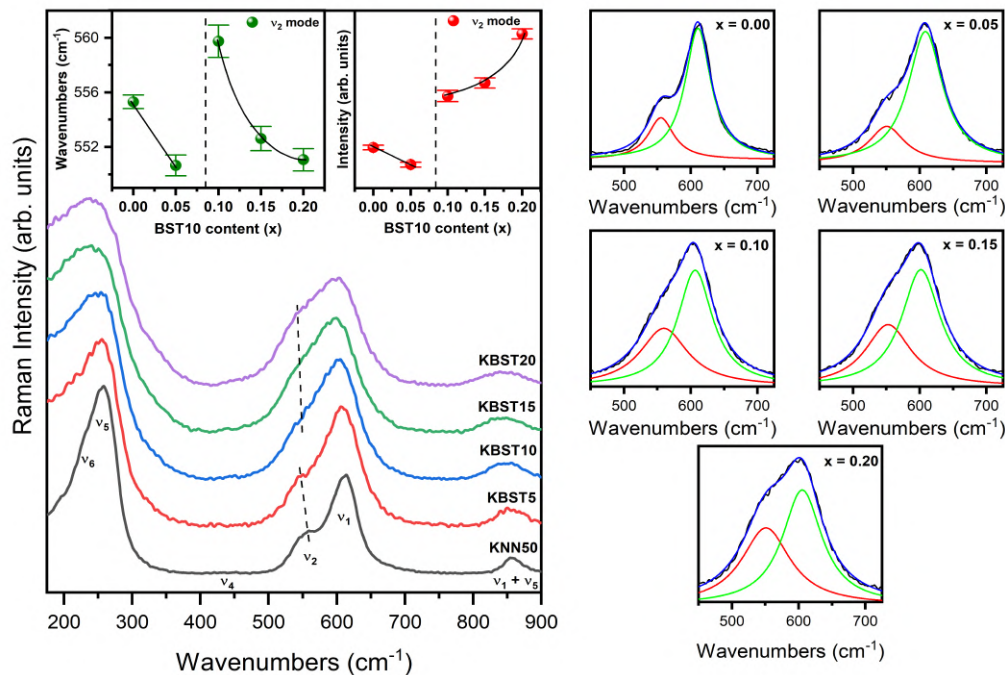 Raman Intensity (arb. units)
Wavenumbers (cm⁻¹)
200 300 400 500 600 700 800 900
KBST20
KBST15
KBST10
KBST5
KNN50
ν₅
ν₆
ν₄
ν₂
ν₁
ν₁ + ν₅
Wavenumbers (cm⁻¹)
560
556
552
ν₂ mode
0.00 0.05 0.10 0.15 0.20
BST10 content (x)
Intensity (arb. units)
ν₂ mode
0.00 0.05 0.10 0.15 0.20
BST10 content (x)
x = 0.00
500 600 700
Wavenumbers (cm⁻¹)
x = 0.05
500 600 700
Wavenumbers (cm⁻¹)
x = 0.10
500 600 700
Wavenumbers (cm⁻¹)
x = 0.15
500 600 700
Wavenumbers (cm⁻¹)
x = 0.20
500 600 700
Wavenumbers (cm⁻¹)